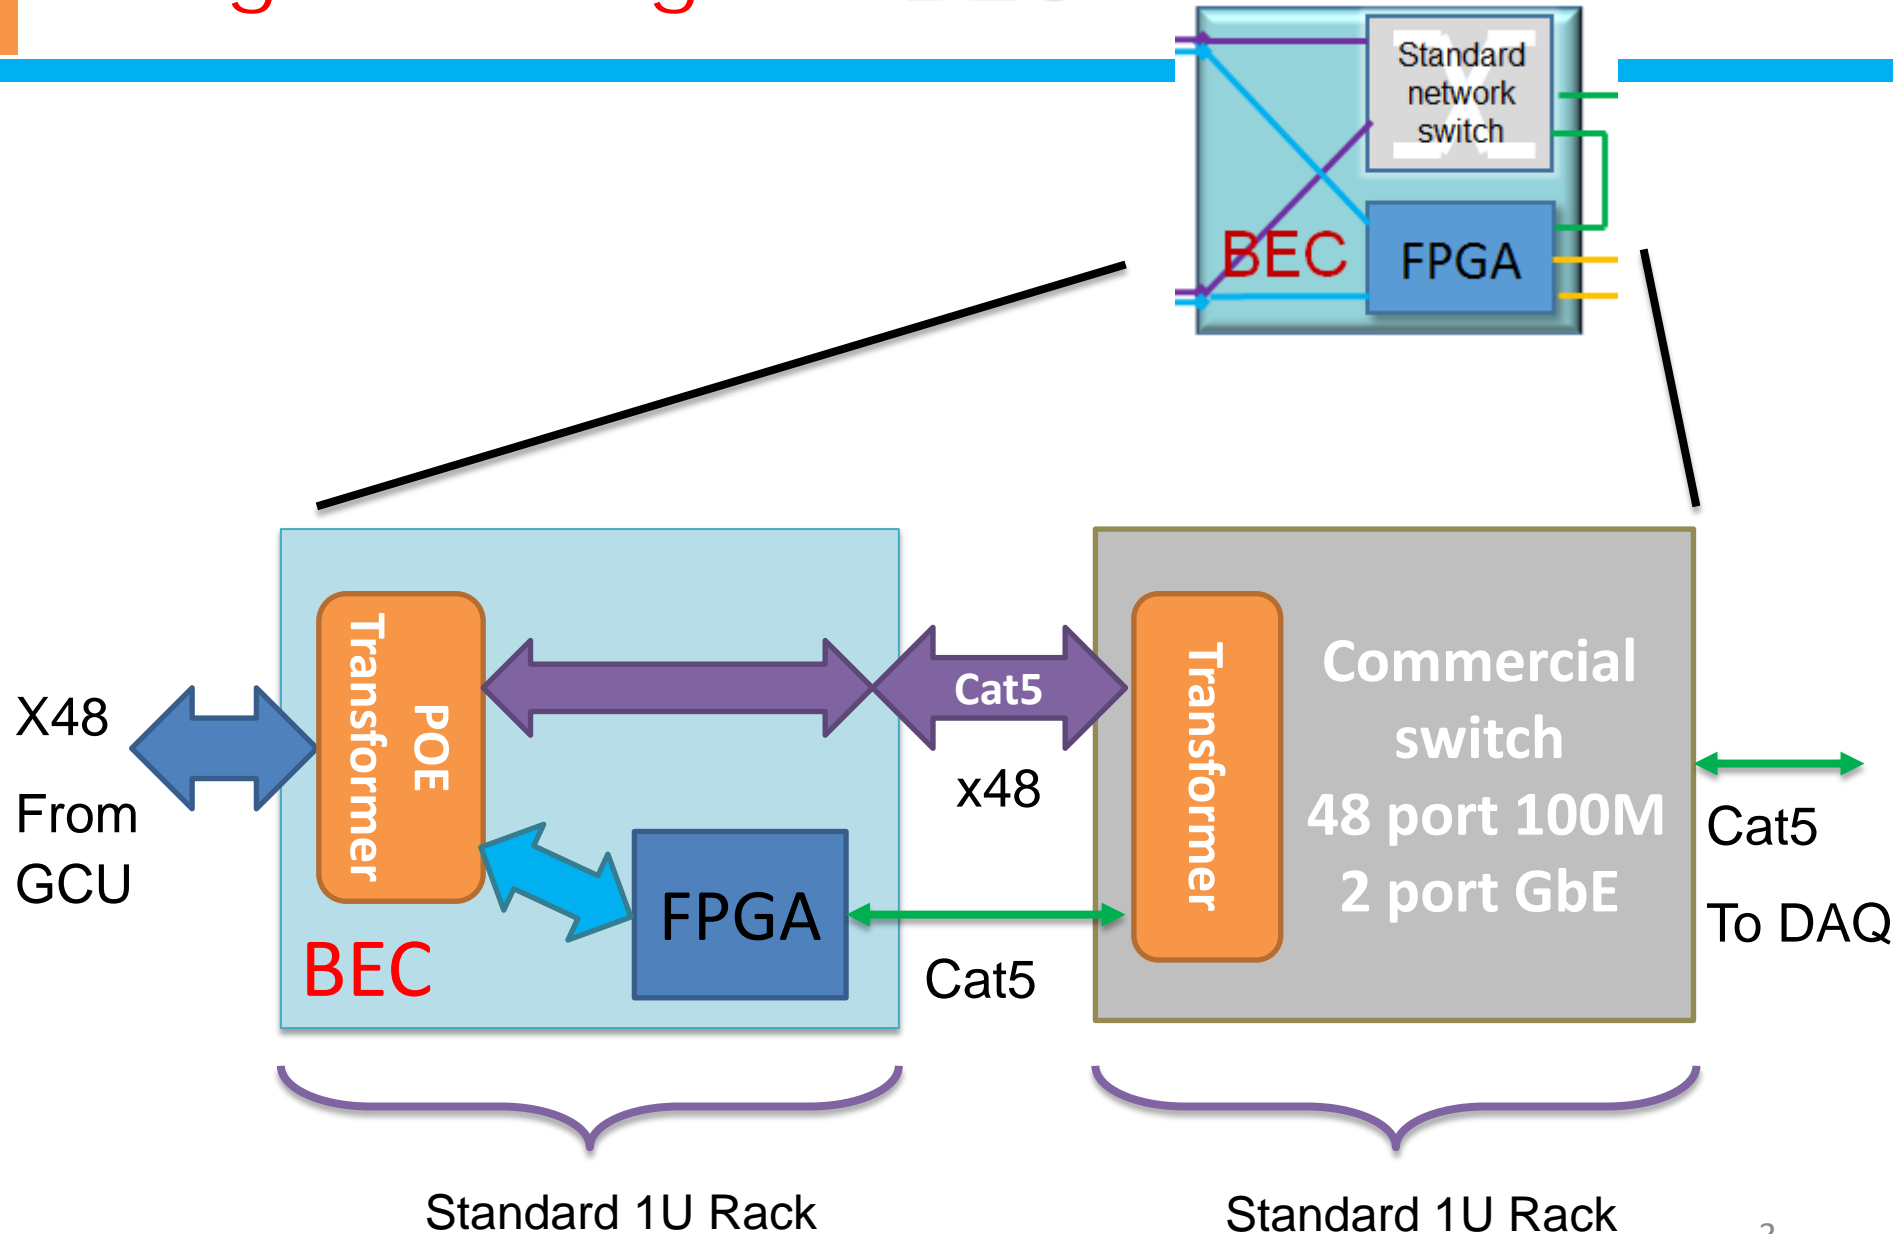 Standard
network
switch
BEC
FPGA
X48
From
GCU
POE
Transformer
BEC
FPGA
Cat5
x48
Cat5
Transformer
Commercial
switch
48 port 100M
2 port GbE
Cat5
To DAQ
Standard 1U Rack
Standard 1U Rack